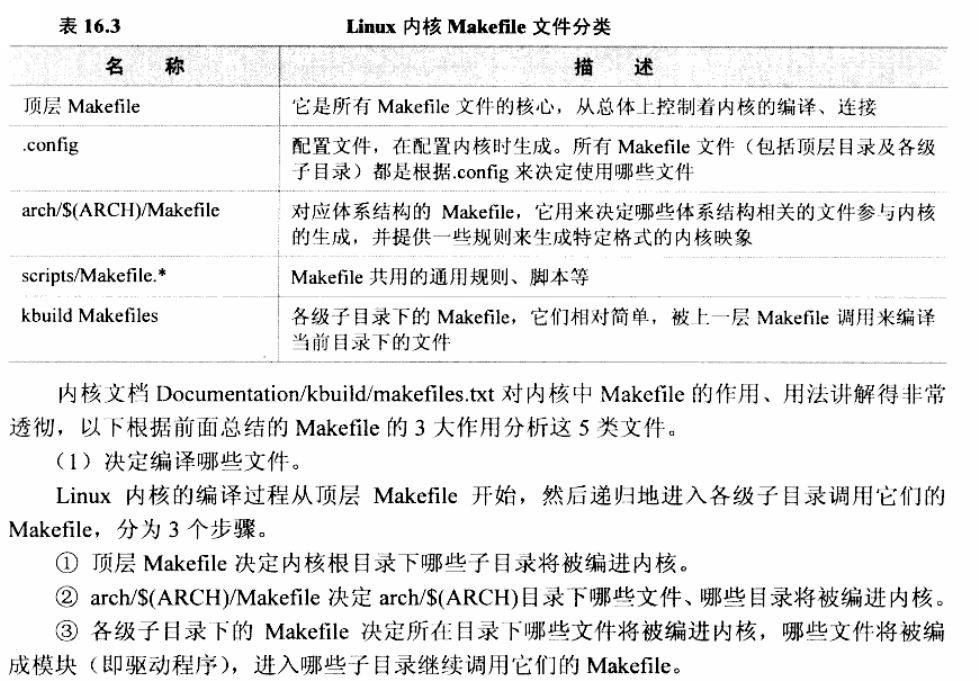 表 16.3 Linux 内核 Makefile 文件分类
名 称 描 述
顶层 Makefile 它是所有 Makefile 文件的核心，从总体上控制着内核的编译、连接
.config 配置文件，在配置内核时生成。所有 Makefile 文件（包括顶层目录及各级
子目录）都是根据.config 来决定使用哪些文件
arch/$(ARCH)/Makefile 对应体系结构的 Makefile，它用来决定哪些体系结构相关的文件参与内核
的生成，并提供一些规则来生成特定格式的内核映象
scripts/Makefile.* Makefile 共用的通用规则、脚本等
kbuild Makefiles 各级子目录下的 Makefile，它们相对简单，被上一层 Makefile 调用来编译
当前目录下的文件
内核文档 Documentation/kbuild/makefiles.txt 对内核中 Makefile 的作用、用法讲解得非常
透彻，以下根据前面总结的 Makefile 的 3 大作用分析这 5 类文件。
（1）决定编译哪些文件。
Linux 内核的编译过程从顶层 Makefile 开始，然后递归地进入各级子目录调用它们的
Makefile，分为 3 个步骤。
① 顶层 Makefile 决定内核根目录下哪些子目录将被编进内核。
② arch/$(ARCH)/Makefile 决定 arch/$(ARCH)目录下哪些文件、哪些目录将被编进内核。
③ 各级子目录下的 Makefile 决定所在目录下哪些文件将被编进内核，哪些文件将被编
成模块（即驱动程序），进入哪些子目录继续调用它们的 Makefile。